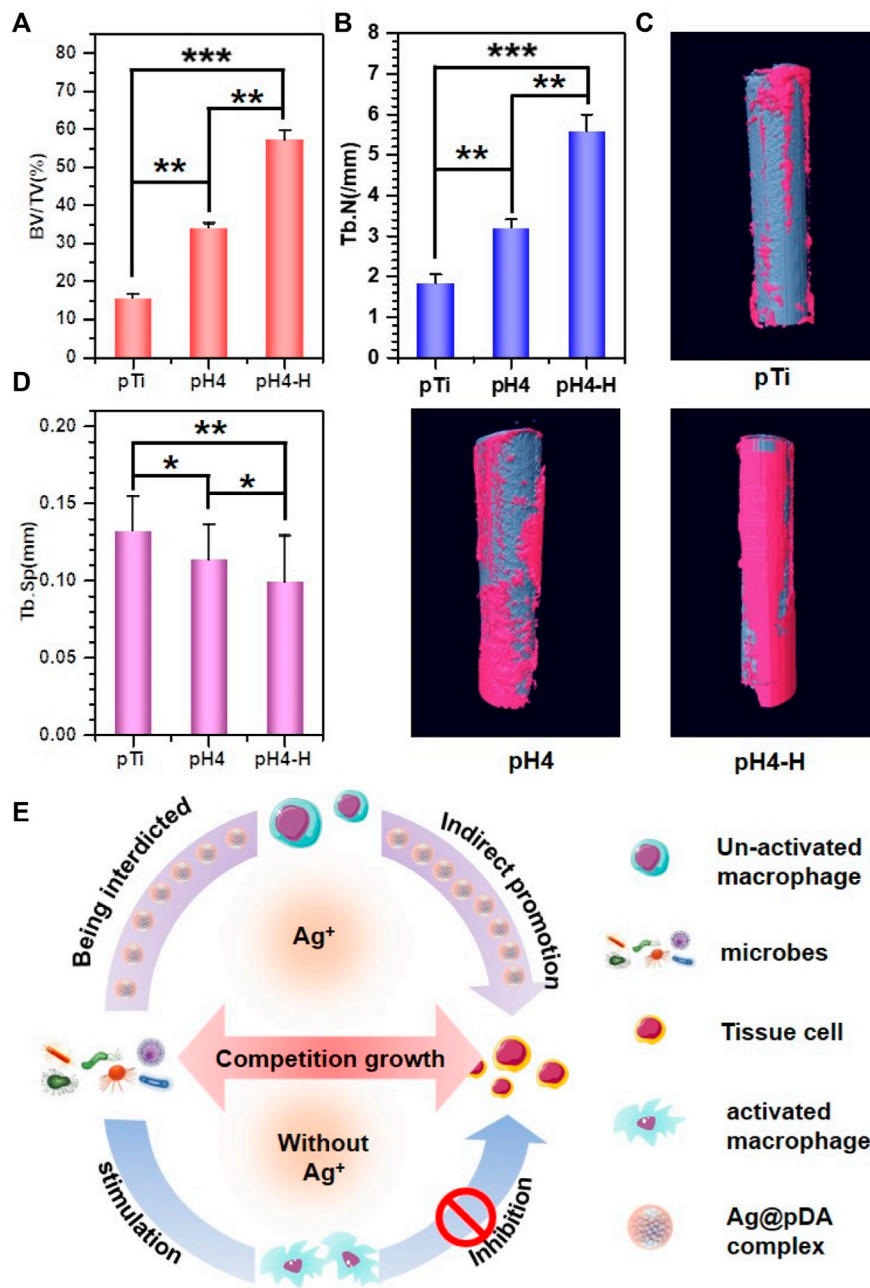 A
BV/TV(%)
80
70
60
50
40
30
20
10
0
***
**
**
pTi
pH4
pH4-H
B
Tb.N(/mm)
8
7
6
5
4
3
2
1
0
***
**
**
pTi
pH4
pH4-H
C
pTi
D
Tb.Sp(mm)
0.20
0.15
0.10
0.05
0.00
**
*
*
pTi
pH4
pH4-H
pH4
pH4-H
E
Being interdicted
Indirect promotion
Ag⁺
Competition growth
Without
Ag⁺
stimulation
Inhibition
Un-activated
macrophage
microbes
Tissue cell
activated
macrophage
Ag@pDA
complex